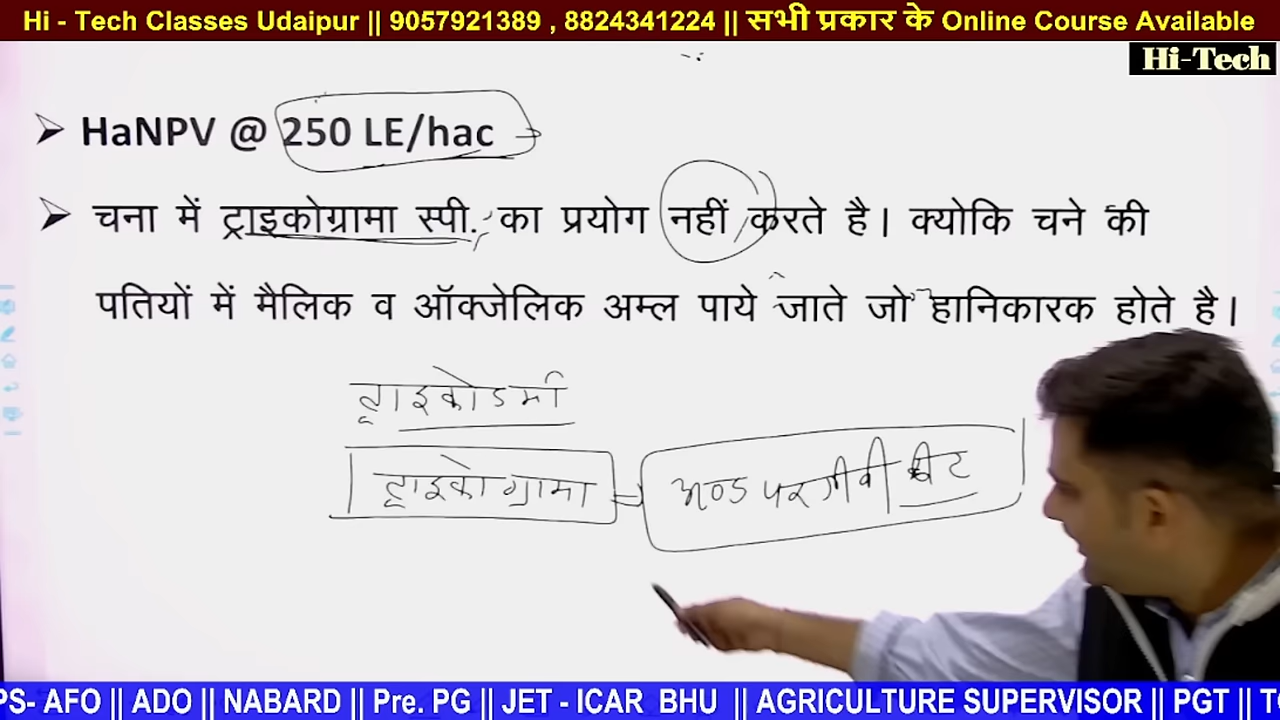 Hi - Tech Classes Udaipur || 9057921389 , 8824341224 || सभी प्रकार के Online Course Available
Hi-Tech
➢ HaNPV @ 250 LE/hac
➢ चना में ट्राइकोग्रामा स्पी. का प्रयोग नहीं करते है। क्योकि चने की
पतियों में मैलिक व ऑक्जेलिक अम्ल पाये जाते जो हानिकारक होते है।
ट्राइकोडर्मा
ट्राइकोग्रामा
अण्ड परजीवी कीट
PS- AFO || ADO || NABARD || Pre. PG || JET - ICAR BHU || AGRICULTURE SUPERVISOR || PGT || T